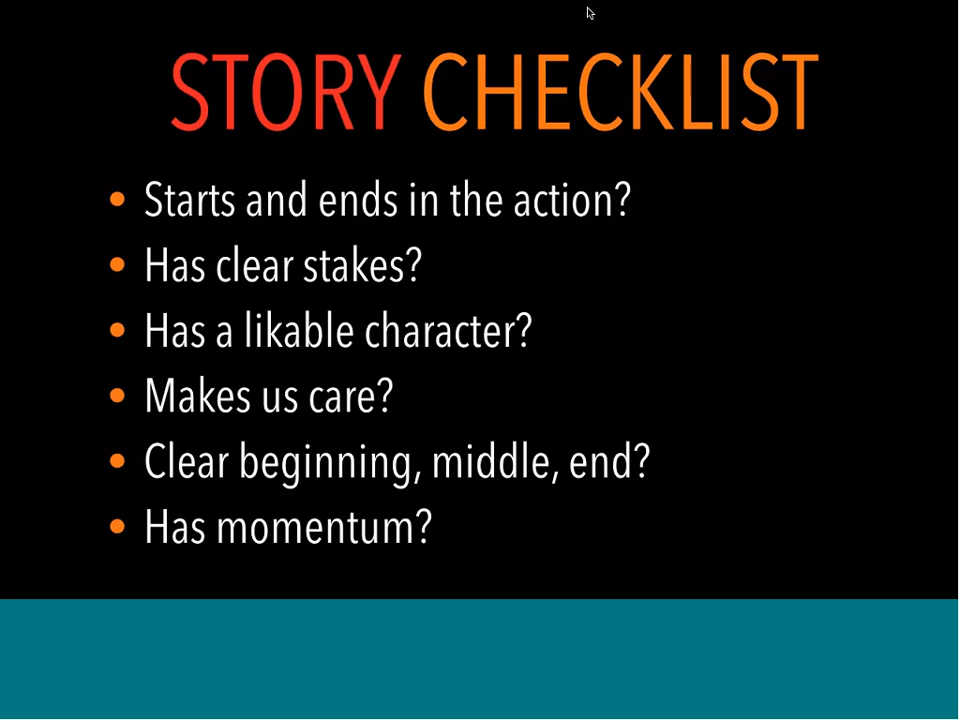 STORY CHECKLIST
• Starts and ends in the action?
• Has clear stakes?
• Has a likable character?
• Makes us care?
• Clear beginning, middle, end?
• Has momentum?